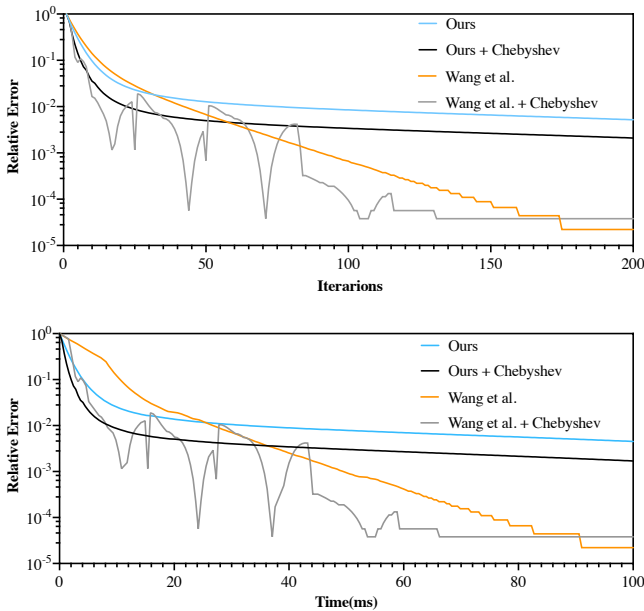 10^0
10^-1
10^-2
10^-3
10^-4
10^-5
Relative Error
Ours
Ours + Chebyshev
Wang et al.
Wang et al. + Chebyshev
0 50 100 150 200
Iterarions
10^0
10^-1
10^-2
10^-3
10^-4
10^-5
Relative Error
Ours
Ours + Chebyshev
Wang et al.
Wang et al. + Chebyshev
0 20 40 60 80 100
Time(ms)